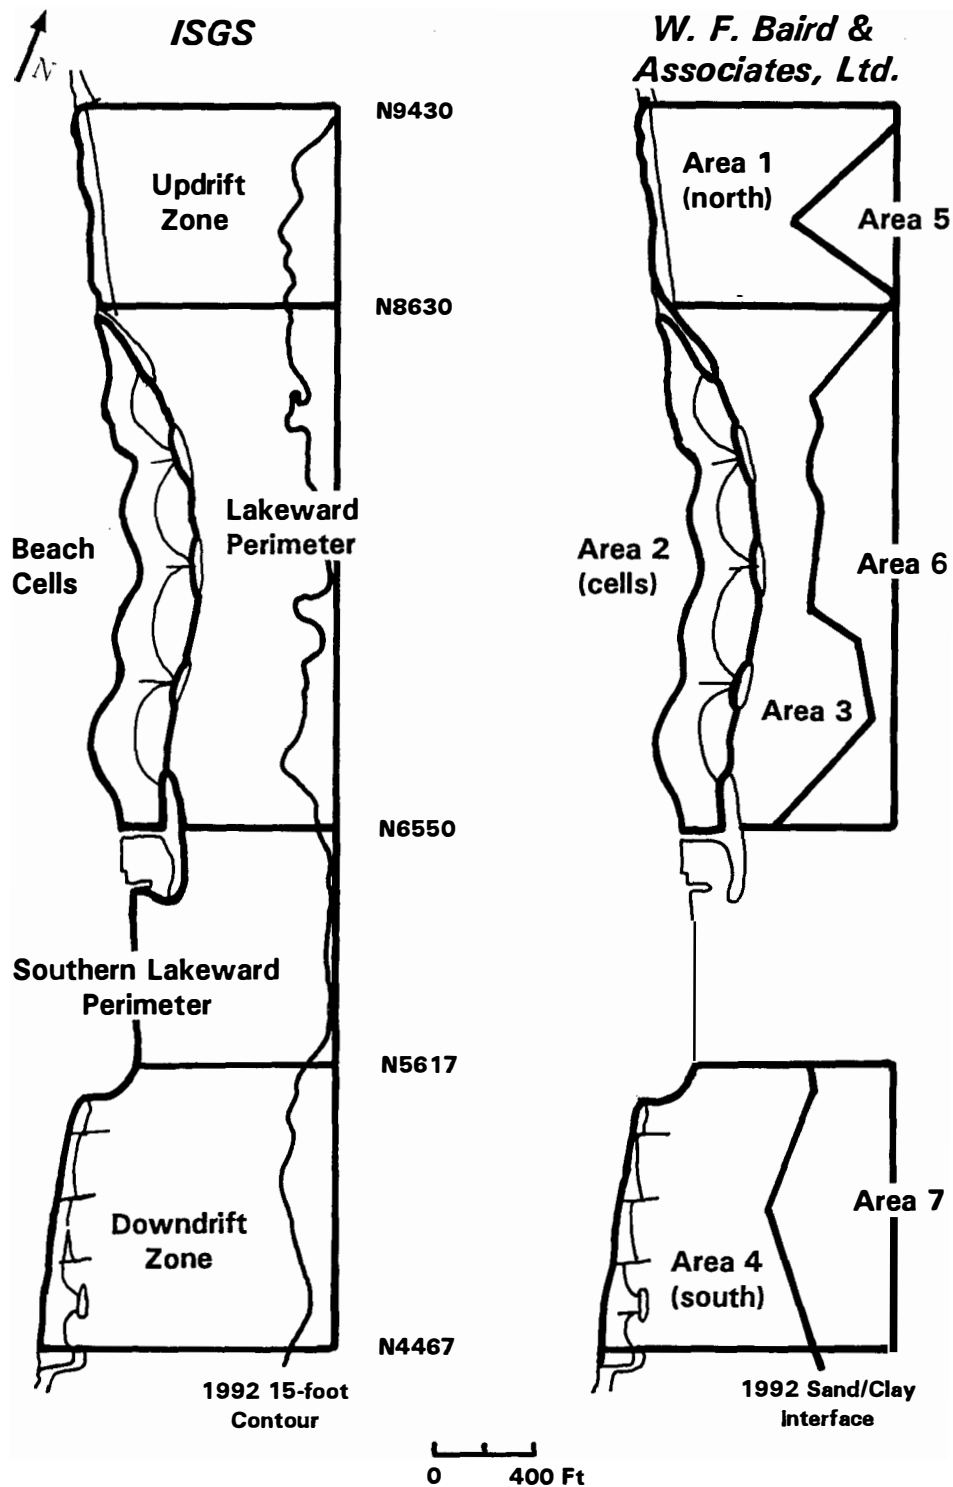 ISGS
W. F. Baird &
Associates, Ltd.
N
N9430
Updrift
Zone
Area 1
(north)
Area 5
N8630
Lakeward
Perimeter
Beach
Cells
Area 2
(cells)
Area 6
Area 3
N6550
Southern Lakeward
Perimeter
N5617
Downdrift
Zone
Area 7
Area 4
(south)
N4467
1992 15-foot
Contour
1992 Sand/Clay
Interface
0 400 Ft